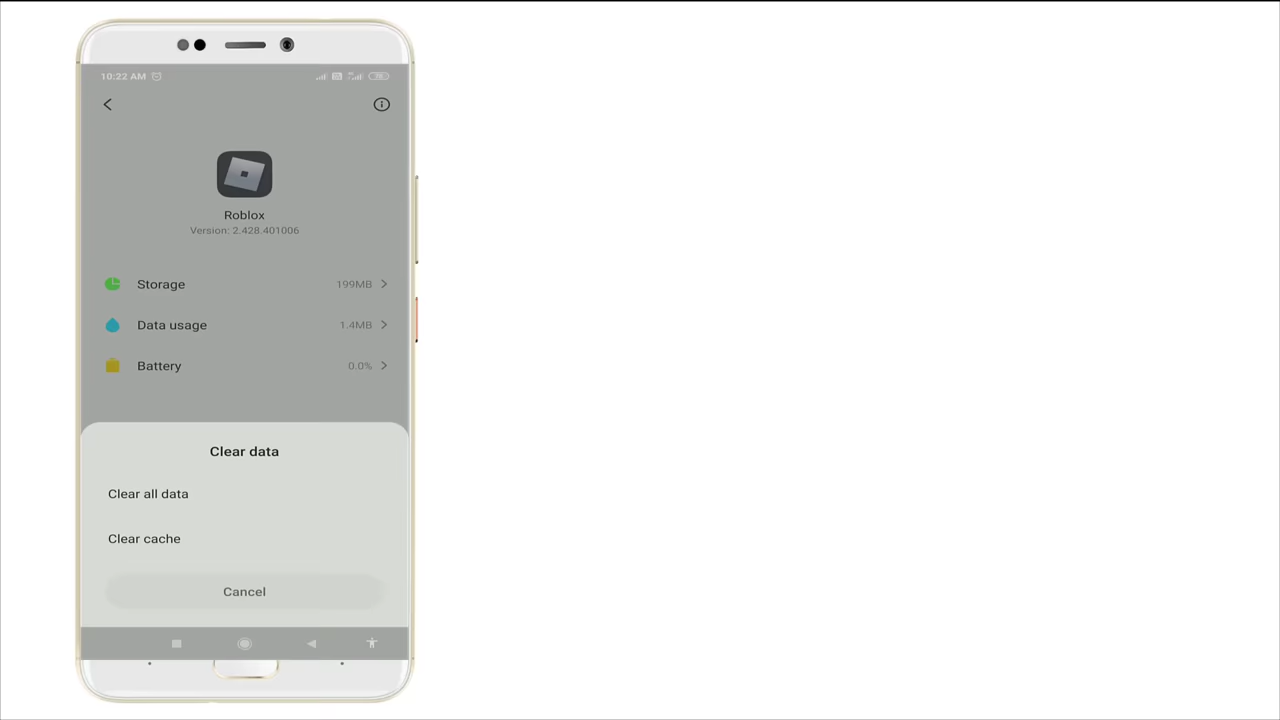 10:22 AM
Roblox
Version: 2.428.401006
Storage 199MB
Data usage 1.4MB
Battery 0.0%
Clear data
Clear all data
Clear cache
Cancel